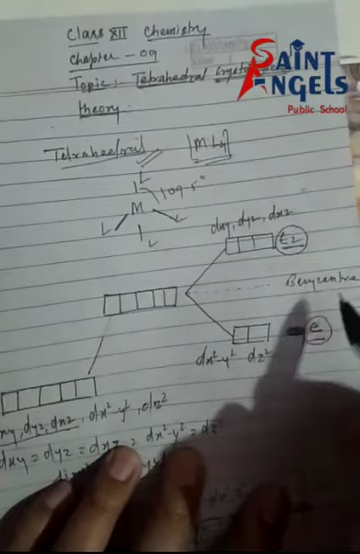 Class XII Chemistry
Chapter - 09
SAINT ANGELS
Public School
Topic: Tetrahedral
theory.
Tetrahedral [ML4]
L
109.5°
M
L L
L
dxy, dyz, dxz
t2
e
dx²-y² dz²
dxy, dyz, dxz, dx²-y², dz²
dxy = dyz = dxz = dx²-y² = dz²